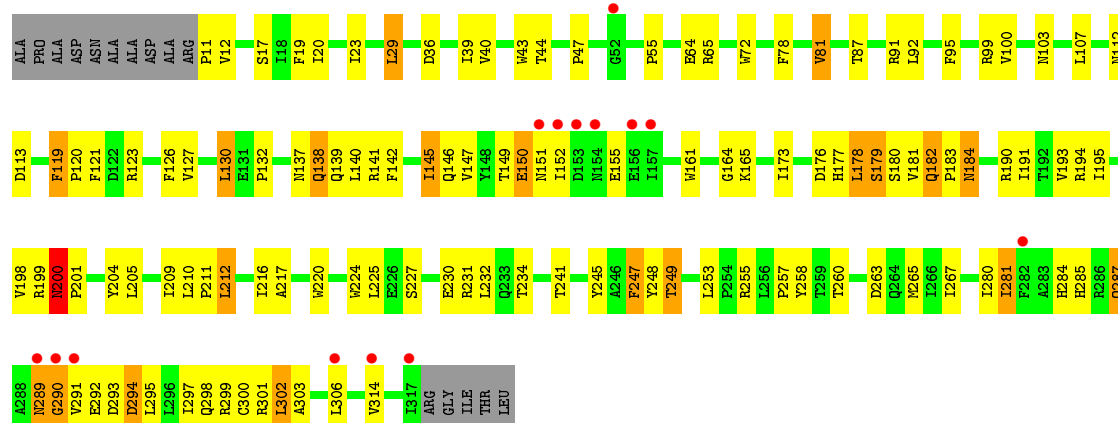 ALA PRO ALA ASP ASN ALA ALA ASP ALA ARG P11 V12 S17 I18 F19 I20 I23 L29 D36 I39 V40 W43 T44 P47 G52 P55 E64 R65 W72 F78 V81 T87 R91 L92 F95 R99 V100 N103 L107 N112
D113 F119 P120 F121 D122 R123 F126 V127 L130 E131 P132 N137 Q138 Q139 L140 R141 F142 I145 Q146 V147 Y148 T149 E150 N151 I152 D153 N154 E155 E156 I157 W161 G164 K165 I173 D176 H177 L178 S179 S180 V181 Q182 P183 N184 R190 I191 T192 V193 R194 I195
V198 R199 N200 P201 Y204 L205 I209 L210 P211 L212 I216 A217 W220 W224 L225 E226 S227 E230 R231 L232 Q233 T234 T241 Y245 A246 F247 Y248 T249 L253 P254 R255 L256 P257 Y258 T259 T260 D263 Q264 M265 I266 I267 I280 I281 F282 A283 H284 H285 R286
A288 N289 G290 V291 E292 D293 D294 L295 L296 I297 Q298 R299 C300 R301 L302 A303 L306 V314 I317 ARG GLY ILE THR LEU